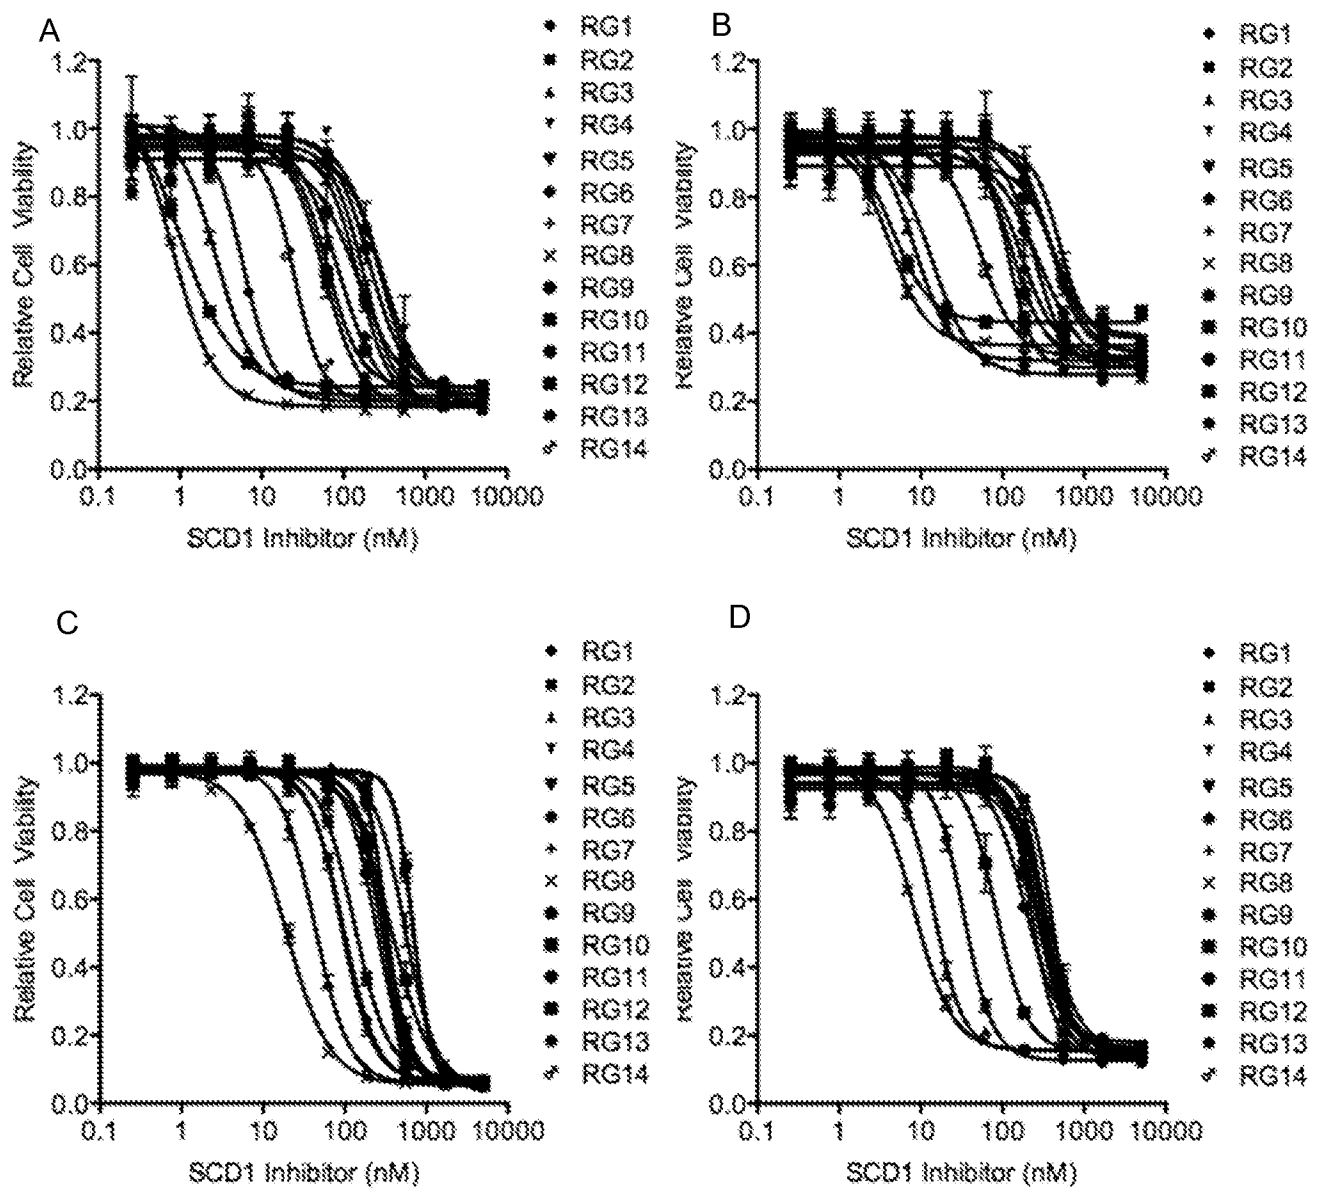 A
1.2
1.0
0.8
0.6
0.4
0.2
0.0
0.1 1 10 100 1000 10000
Relative Cell Viability
SCD1 Inhibitor (nM)
RG1
RG2
RG3
RG4
RG5
RG6
RG7
RG8
RG9
RG10
RG11
RG12
RG13
RG14
B
1.2
1.0
0.8
0.6
0.4
0.2
0.0
0.1 1 10 100 1000 10000
Relative Cell Viability
SCD1 Inhibitor (nM)
RG1
RG2
RG3
RG4
RG5
RG6
RG7
RG8
RG9
RG10
RG11
RG12
RG13
RG14
C
1.2
1.0
0.8
0.6
0.4
0.2
0.0
0.1 1 10 100 1000 10000
Relative Cell Viability
SCD1 Inhibitor (nM)
RG1
RG2
RG3
RG4
RG5
RG6
RG7
RG8
RG9
RG10
RG11
RG12
RG13
RG14
D
1.2
1.0
0.8
0.6
0.4
0.2
0.0
0.1 1 10 100 1000 10000
Relative Cell Viability
SCD1 Inhibitor (nM)
RG1
RG2
RG3
RG4
RG5
RG6
RG7
RG8
RG9
RG10
RG11
RG12
RG13
RG14